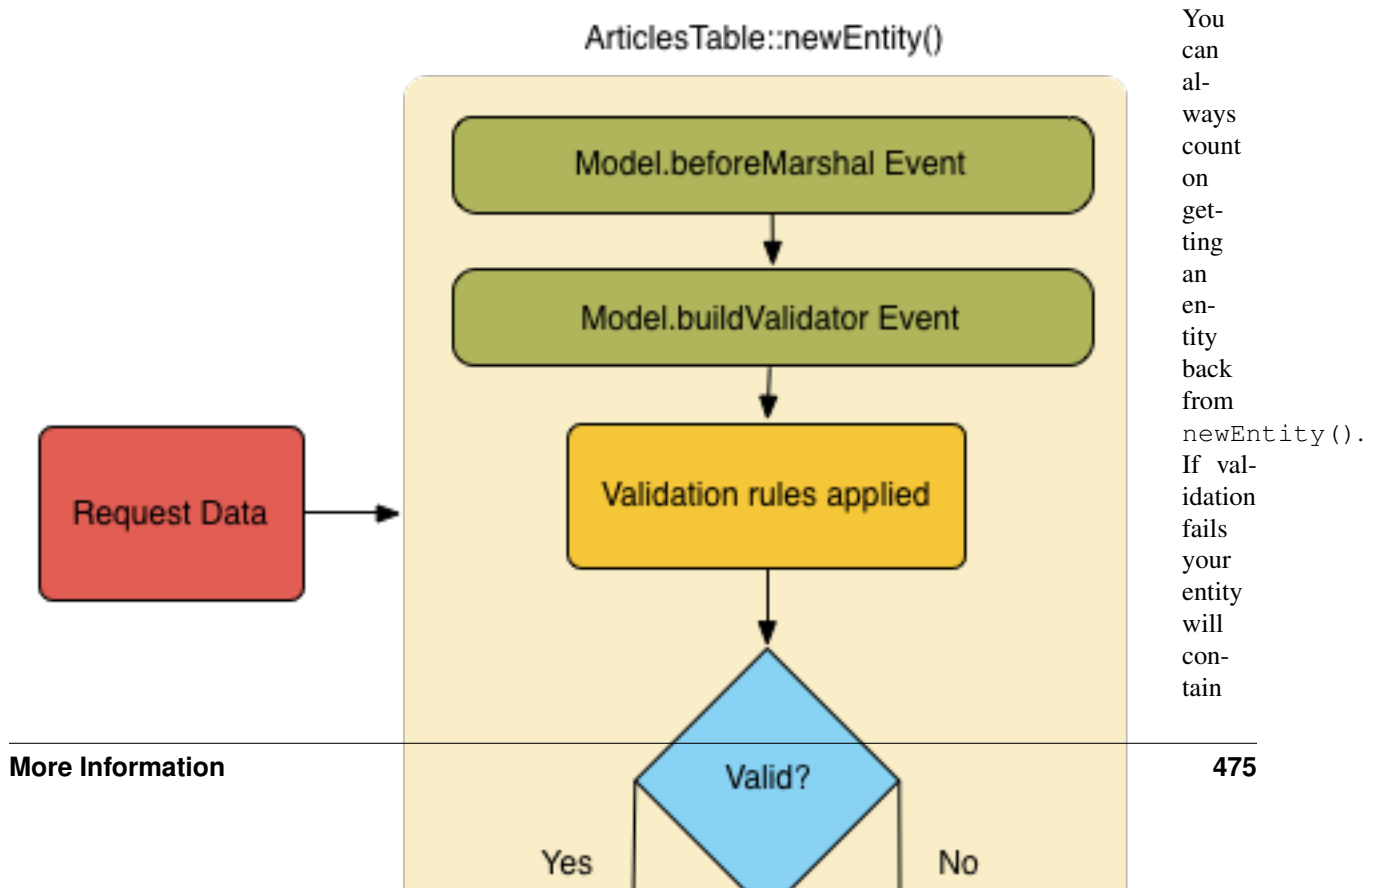 ArticlesTable::newEntity()
Model.beforeMarshal Event
Model.buildValidator Event
Validation rules applied
Request Data
Valid?
Yes
No
You
can
al-
ways
count
on
get-
ting
an
en-
tity
back
from
newEntity().
If val-
idation
fails
your
entity
will
con-
tain
More Information
475